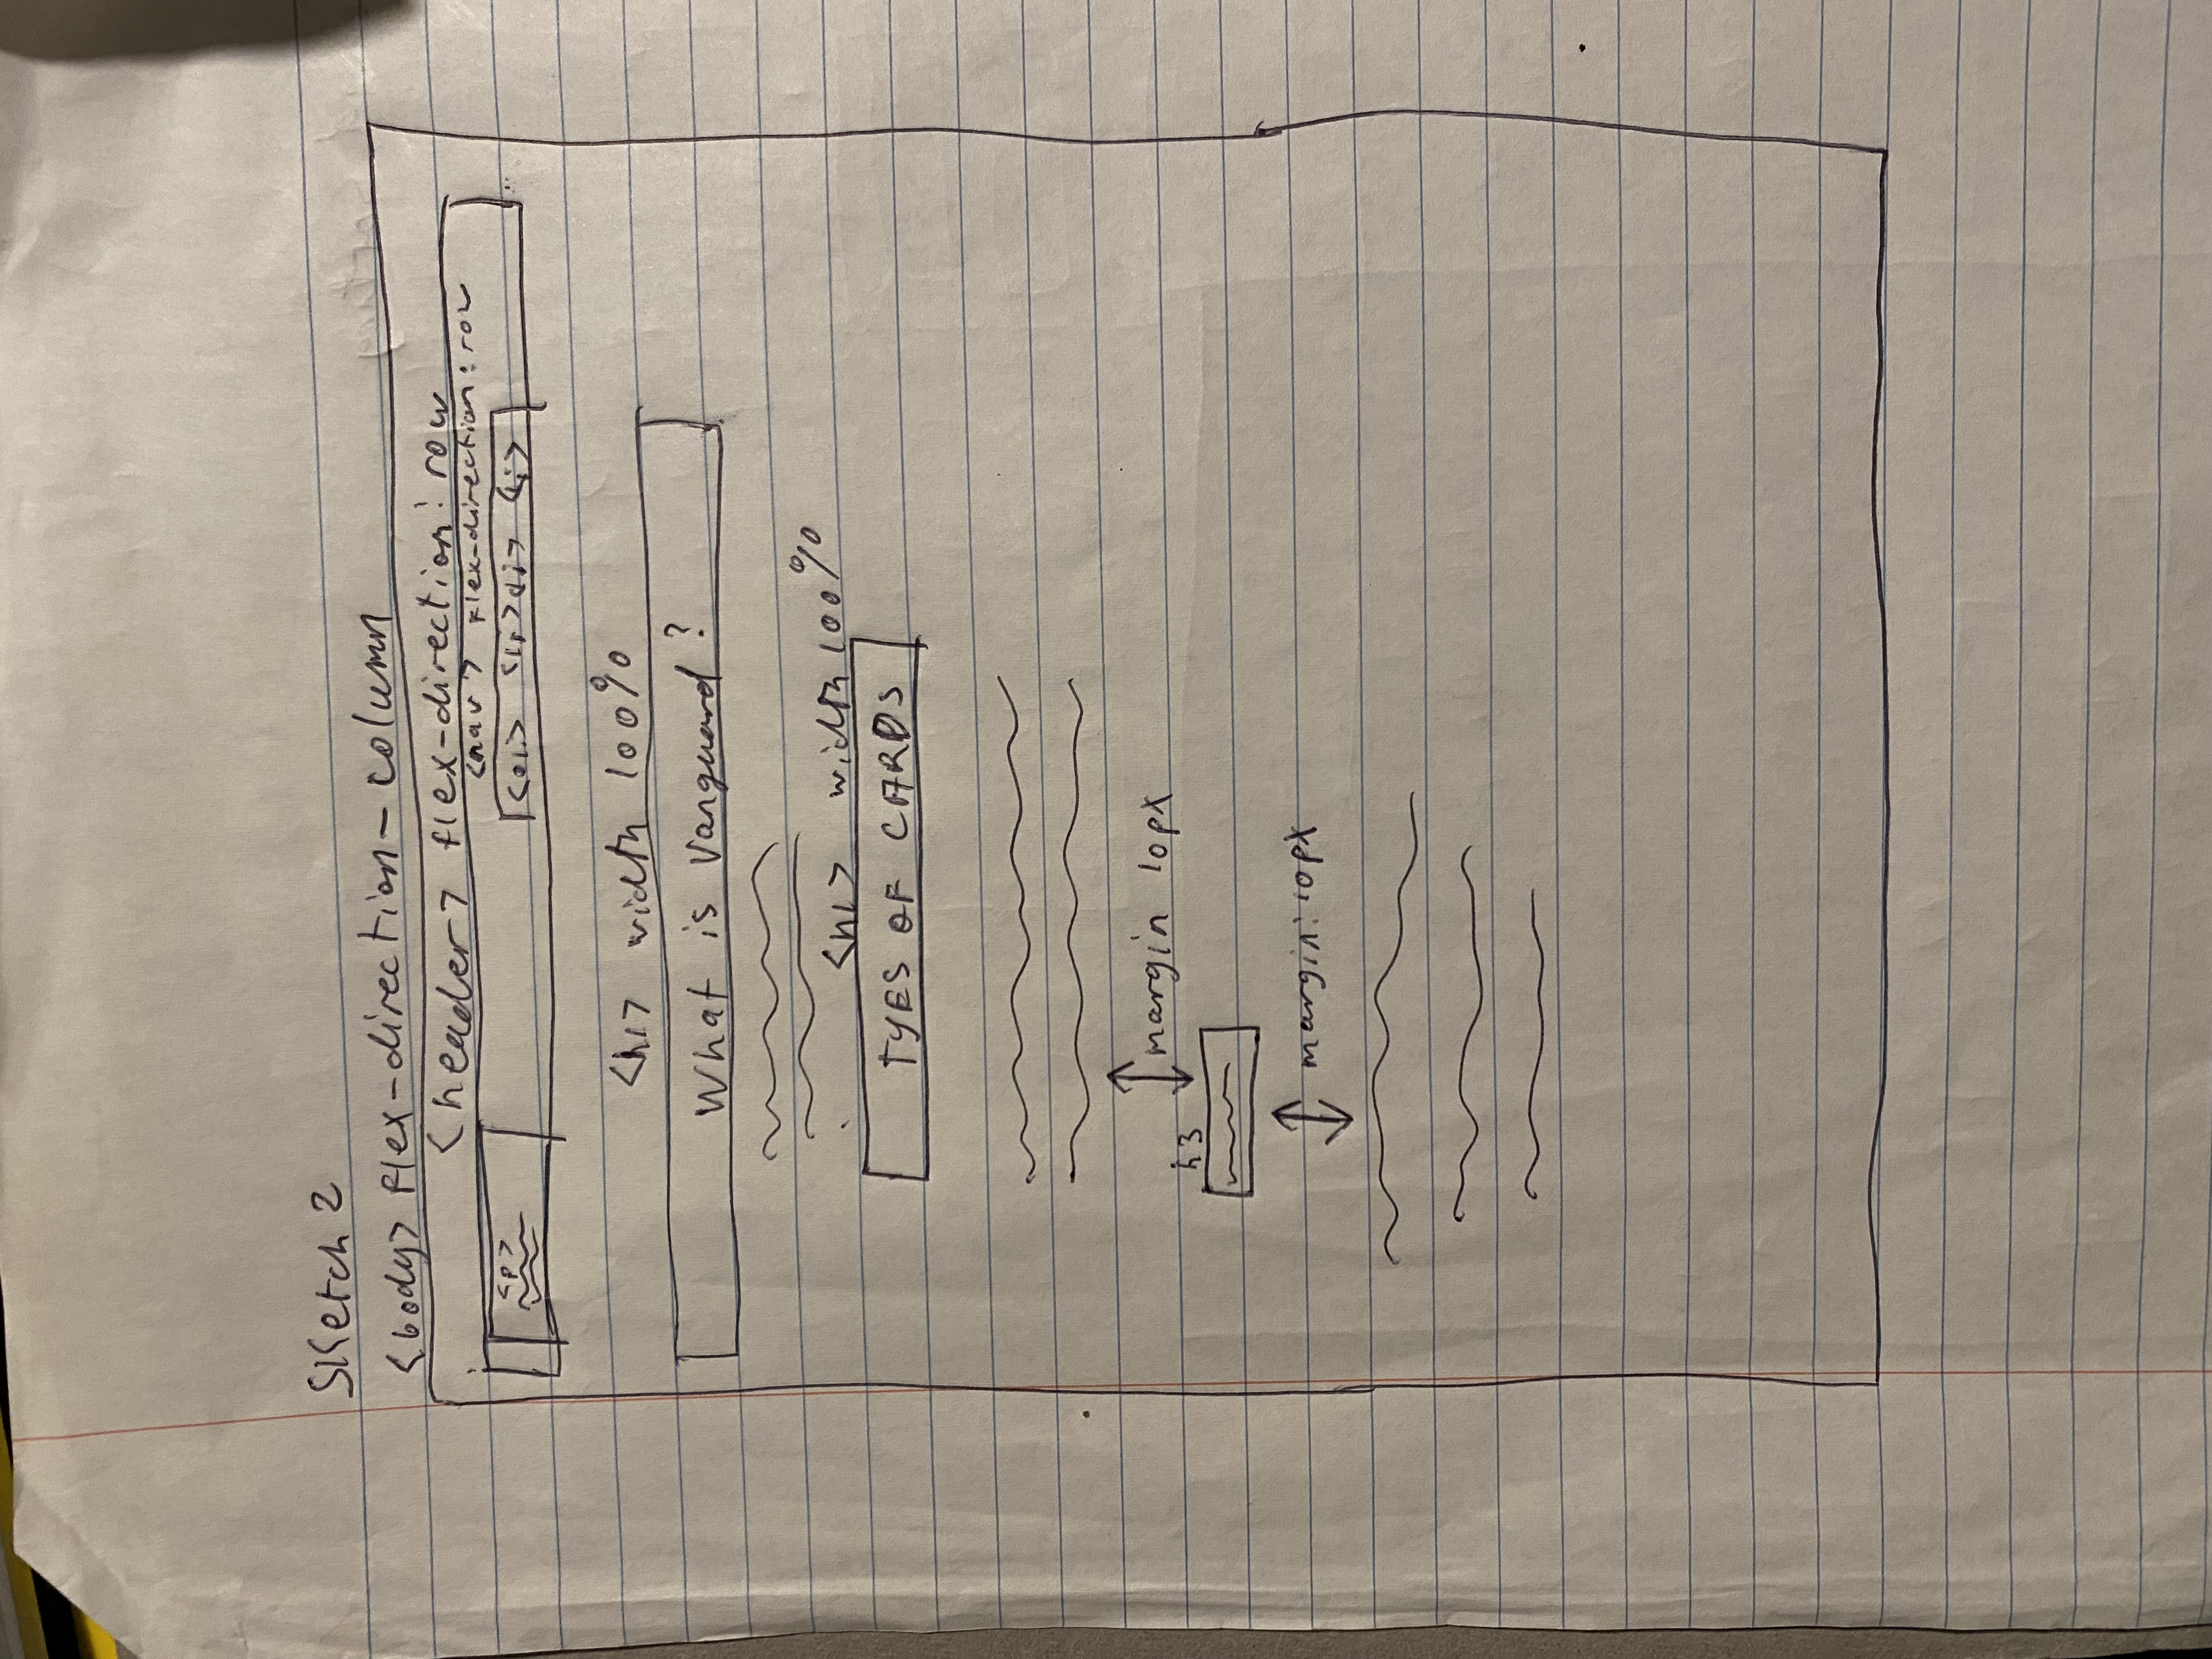 Sketch 2
<body> flex-direction-column
<header> flex-direction: row
<nav> flex-direction: row
<p>
<li> <li> <li>
<h1> width 100%
What is Vanguard?
<h1> width 100%
TYES OF CARDS
margin 10px
h3
margin: 10px